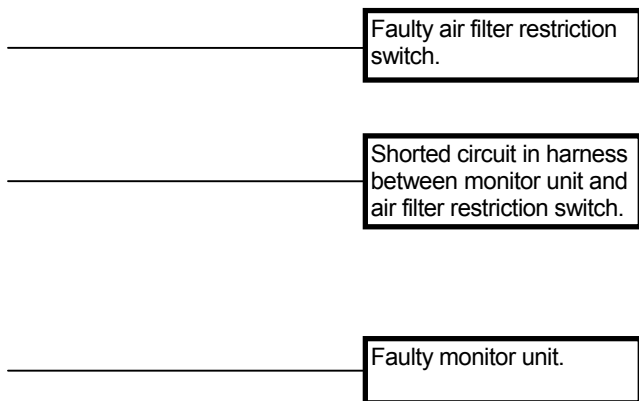 Faulty air filter restriction
switch.
Shorted circuit in harness
between monitor unit and
air filter restriction switch.
Faulty monitor unit.